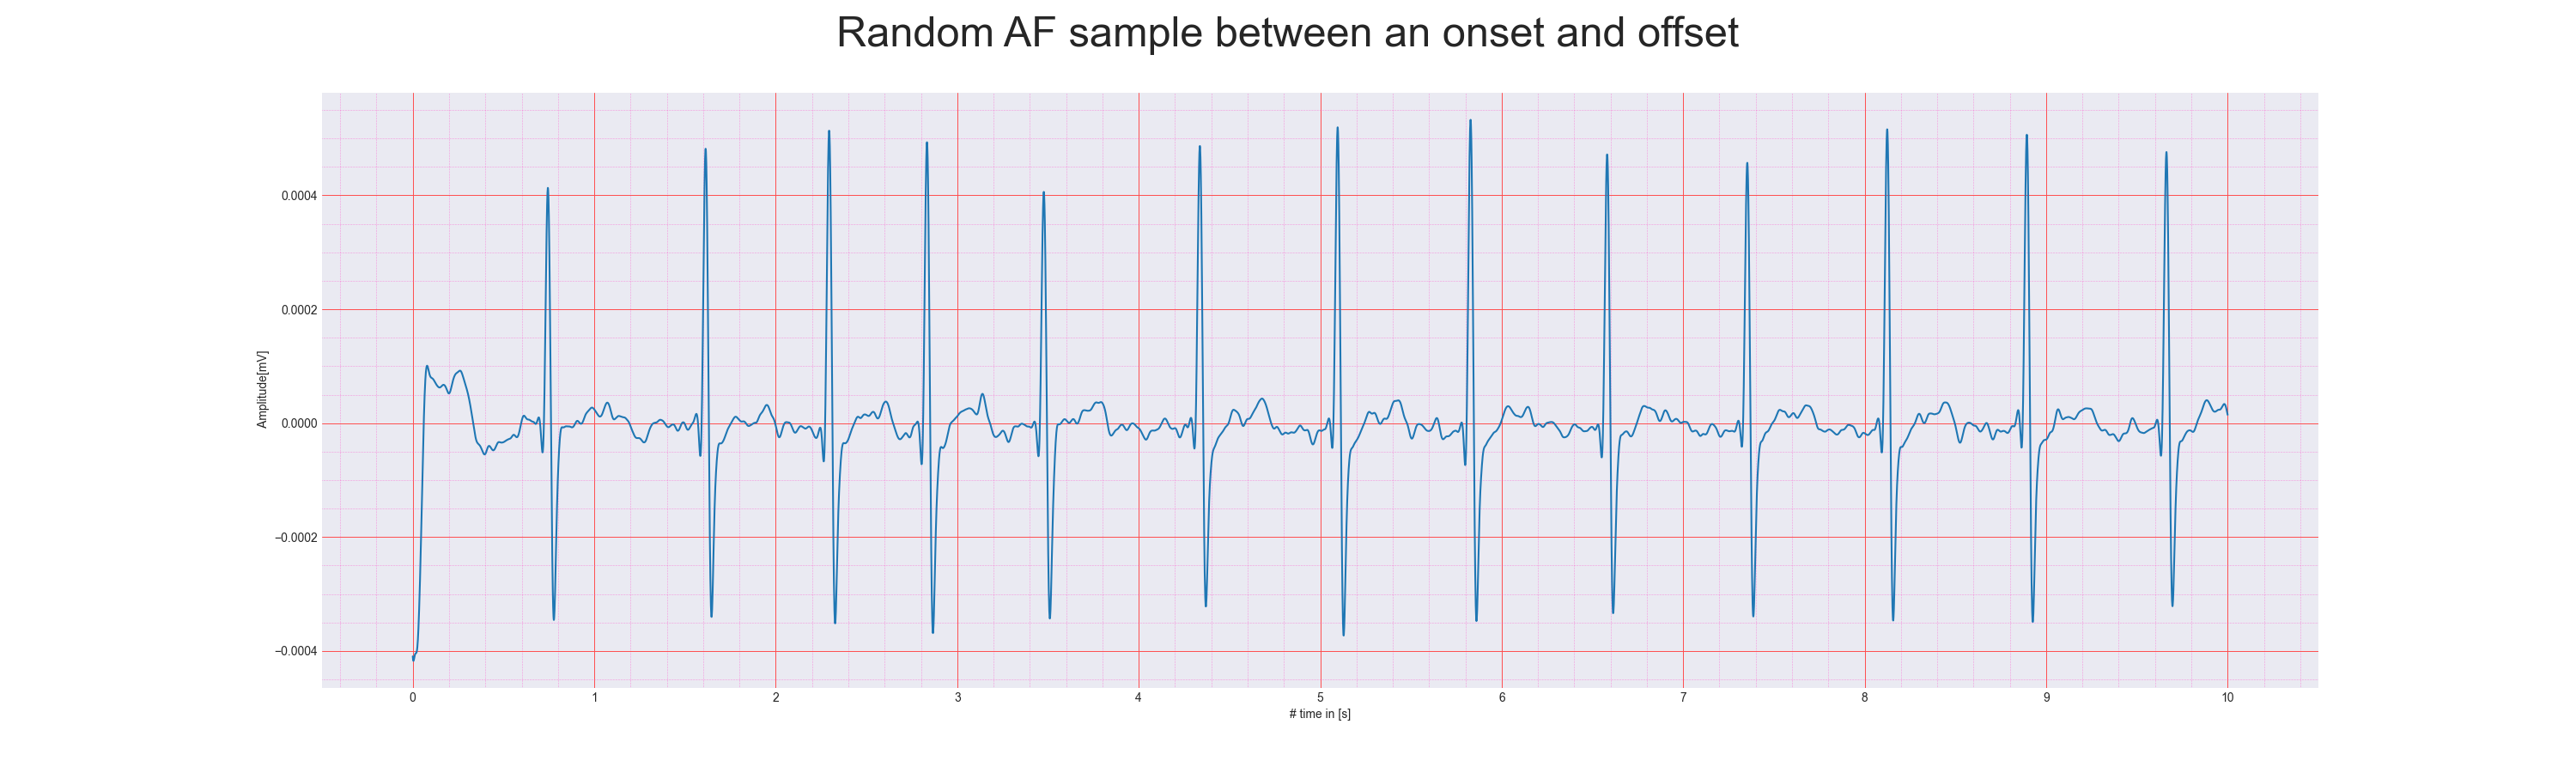 Random AF sample between an onset and offset
0.0004
0.0002
0.0000
−0.0002
−0.0004
Amplitude[mV]
0 1 2 3 4 5 6 7 8 9 10
# time in [s]